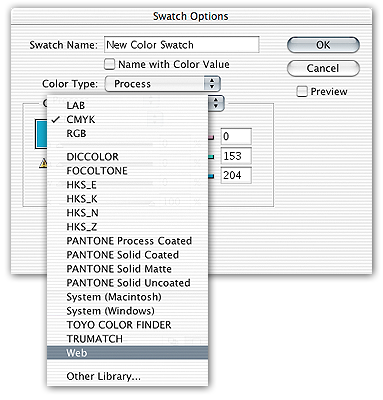 Swatch Options
Swatch Name: New Color Swatch
OK
Name with Color Value
Cancel
Color Type: Process
Preview
C
LAB
CMYK
RGB
0
DICCOLOR
153
FOCOLTONE
HKS_E
204
HKS_K
HKS_N
HKS_Z
PANTONE Process Coated
PANTONE Solid Coated
PANTONE Solid Matte
PANTONE Solid Uncoated
System (Macintosh)
System (Windows)
TOYO COLOR FINDER
TRUMATCH
Web
Other Library...